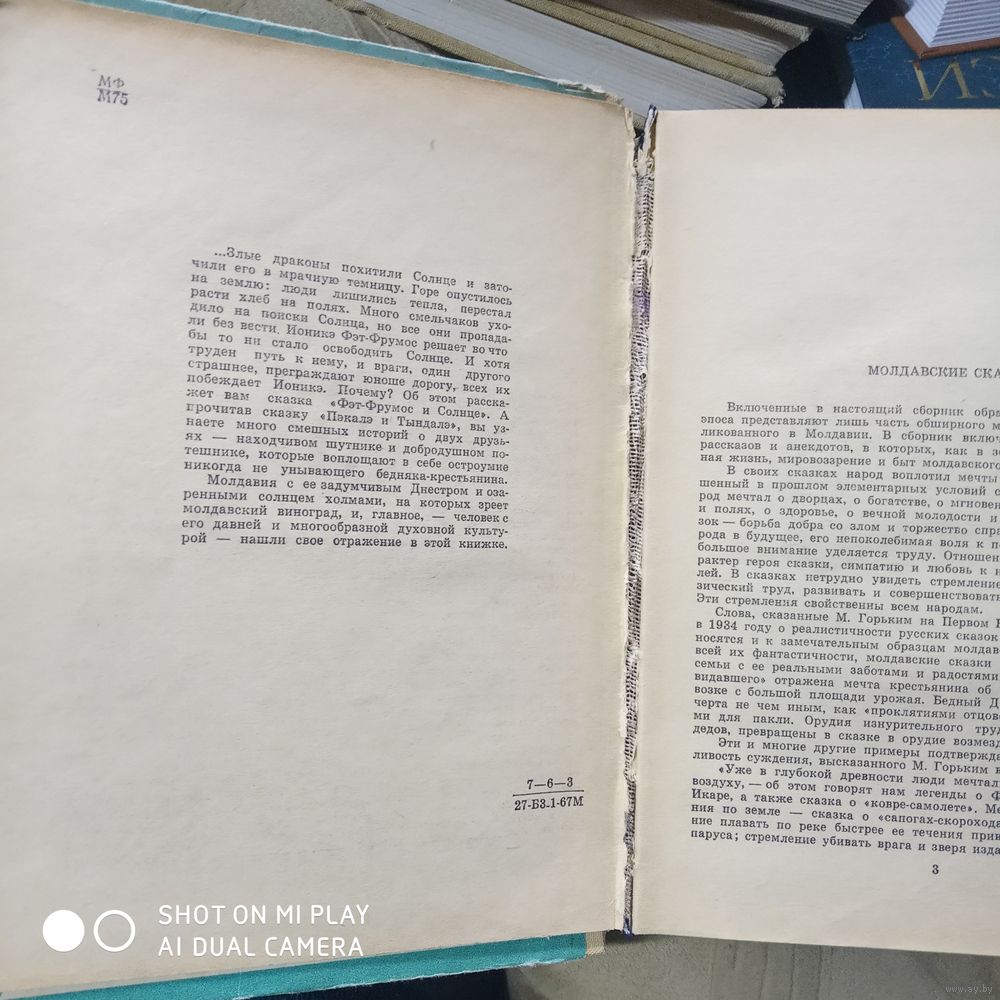 МФ
М75
...Злые драконы похитили Солнце и зато-
чили его в мрачную темницу. Горе опустилось
на землю: люди лишились тепла, перестал
расти хлеб на полях. Много смельчаков ухо-
дило на поиски Солнца, но все они пропада-
ли без вести. Ионикэ Фэт-Фрумос решает во что
бы то ни стало освободить Солнце. И хотя
труден путь к нему, и враги, один другого
страшнее, преграждают юноше дорогу, всех их
побеждает Ионикэ. Почему? Об этом расска-
жет вам сказка «Фэт-Фрумос и Солнце». А
прочитав сказку «Пэкалэ и Тындалэ», вы уз-
наете много смешных историй о двух друзь-
ях — находчивом шутнике и добродушном по-
тешнике, которые воплощают в себе остроумие
никогда не унывающего бедняка-крестьянина.
Молдавия с ее задумчивым Днестром и оза-
ренными солнцем холмами, на которых зреет
молдавский виноград, и, главное, — человек с
его давней и многообразной духовной культу-
рой — нашли свое отражение в этой книжке.
7—6—3
27-БЗ-1-67М
МОЛДАВСКИЕ СКА
Включенные в настоящий сборник обра
эпоса представляют лишь часть обширного м
ликованного в Молдавии. В сборник включ
рассказов и анекдотов, в которых, как в зе
ная жизнь, мировоззрение и быт молдавского
В своих сказках народ воплотил мечты
шенный в прошлом элементарных условий с
род мечтал о дворцах, о богатстве, о мгновен
и полях, о здоровье, о вечной молодости и
зок — борьба добра со злом и торжество спра
рода в будущее, его непоколебимая воля к по
большое внимание уделяется труду. Отношен
рактер героя сказки, симпатию и любовь к н
лей. В сказках нетрудно увидеть стремление
зический труд, развивать и совершенствоват
Эти стремления свойственны всем народам.
Слова, сказанные М. Горьким на Первом
в 1934 году о реалистичности русских сказок
носятся и к замечательным образцам молдав
всей их фантастичности, молдавские сказки
семьи с ее реальными заботами и радостями
видавшего» отражена мечта крестьянина об
возке с большой площади урожая. Бедный Д
черта не чем иным, как «проклятиями отцов
ми для пакли. Орудия изнурительного труд
дедов, превращены в сказке в орудие возмезд
Эти и многие другие примеры подтвержда
ливость суждения, высказанного М. Горьким в
«Уже в глубокой древности люди мечтал
воздуху, — об этом говорят нам легенды о Ф
Икаре, а также сказка о «ковре-самолете». Ме
ния по земле — сказка о «сапогах-скорохода
ние плавать по реке быстрее ее течения прив
паруса; стремление убивать врага и зверя изда
3
SHOT ON MI PLAY
AI DUAL CAMERA
www.ay.by